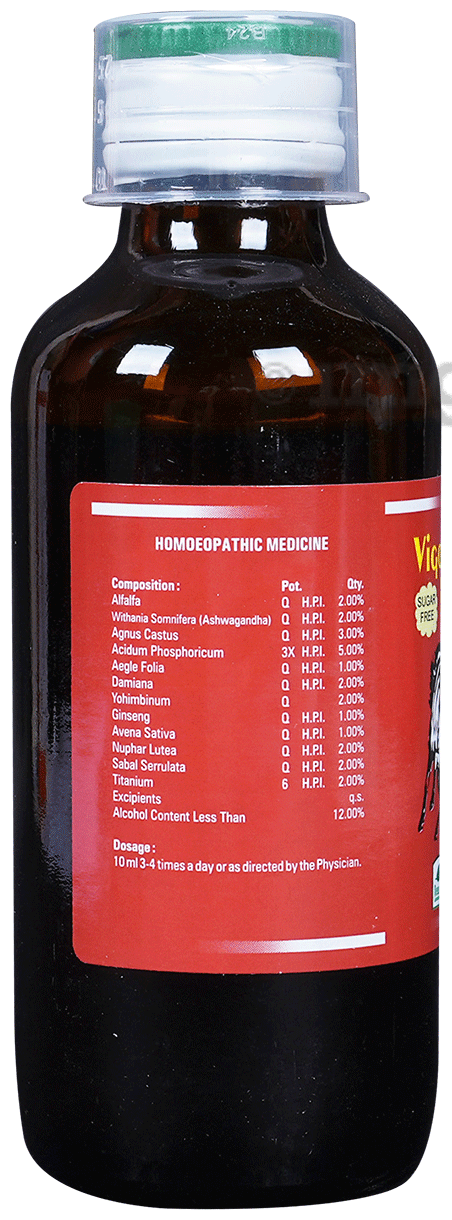 B24
HOMOEOPATHIC MEDICINE
Composition : Pot. Qty.
Alfalfa Q H.P.I. 2.00%
Withania Somnifera (Ashwagandha) Q H.P.I. 2.00%
Agnus Castus Q H.P.I. 3.00%
Acidum Phosphoricum 3X H.P.I. 5.00%
Aegle Folia Q H.P.I. 1.00%
Damiana Q H.P.I. 2.00%
Yohimbinum Q 2.00%
Ginseng Q H.P.I. 1.00%
Avena Sativa Q H.P.I. 1.00%
Nuphar Lutea Q H.P.I. 2.00%
Sabal Serrulata Q H.P.I. 2.00%
Titanium 6 H.P.I. 2.00%
Excipients q.s.
Alcohol Content Less Than 12.00%
Dosage :
10 ml 3-4 times a day or as directed by the Physician.
SUGAR
FREE